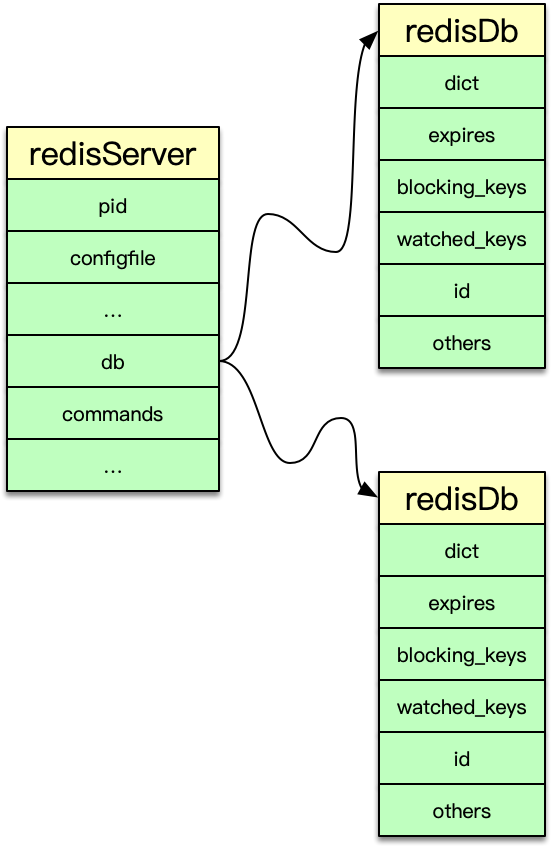 redisServer
pid
configfile
...
db
commands
...
redisDb
dict
expires
blocking_keys
watched_keys
id
others
redisDb
dict
expires
blocking_keys
watched_keys
id
others